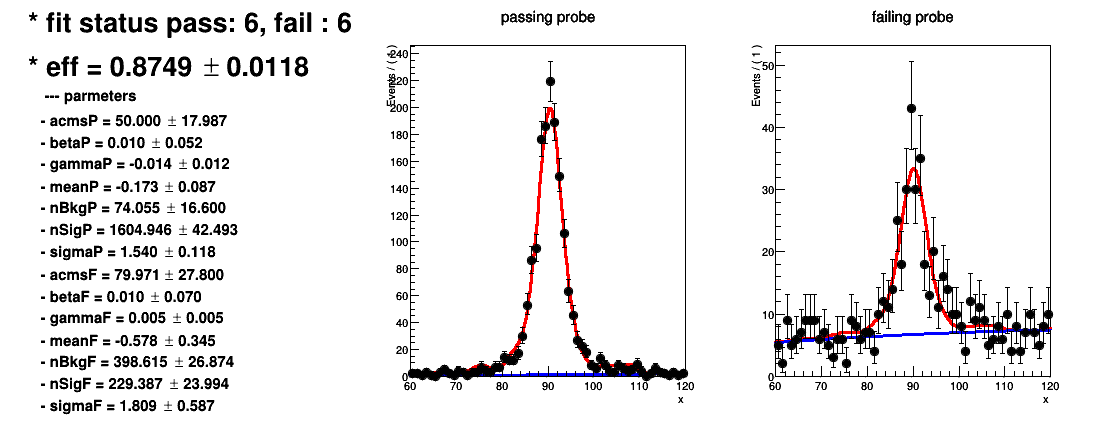 * fit status pass: 6, fail : 6
* eff = 0.8749 ± 0.0118
--- parmeters
- acmsP = 50.000 ± 17.987
- betaP = 0.010 ± 0.052
- gammaP = -0.014 ± 0.012
- meanP = -0.173 ± 0.087
- nBkgP = 74.055 ± 16.600
- nSigP = 1604.946 ± 42.493
- sigmaP = 1.540 ± 0.118
- acmsF = 79.971 ± 27.800
- betaF = 0.010 ± 0.070
- gammaF = 0.005 ± 0.005
- meanF = -0.578 ± 0.345
- nBkgF = 398.615 ± 26.874
- nSigF = 229.387 ± 23.994
- sigmaF = 1.809 ± 0.587
passing probe
Events / ( 1 )
240
220
200
180
160
140
120
100
80
60
40
20
0
60 70 80 90 100 110 120
x
failing probe
Events / ( 1 )
50
40
30
20
10
0
60 70 80 90 100 110 120
x